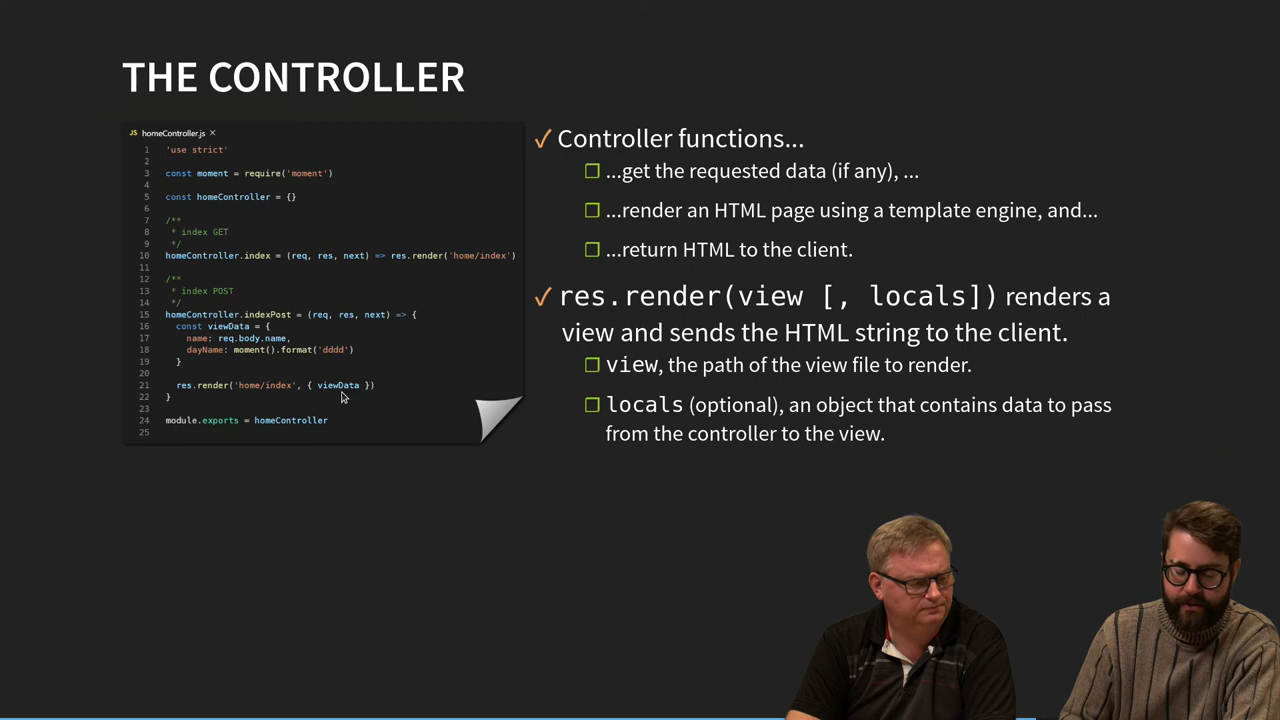 THE CONTROLLER
JS homeController.js ×
1 'use strict'
2
3 const moment = require('moment')
4
5 const homeController = {}
6
7 /**
8 * index GET
9 */
10 homeController.index = (req, res, next) => res.render('home/index')
11
12 /**
13 * index POST
14 */
15 homeController.indexPost = (req, res, next) => {
16 const viewData = {
17 name: req.body.name,
18 dayName: moment().format('dddd')
19 }
20
21 res.render('home/index', { viewData })
22 }
23
24 module.exports = homeController
25
✓ Controller functions...
...get the requested data (if any), ...
...render an HTML page using a template engine, and...
...return HTML to the client.
✓ res.render(view [, locals]) renders a
view and sends the HTML string to the client.
view, the path of the view file to render.
locals (optional), an object that contains data to pass
from the controller to the view.